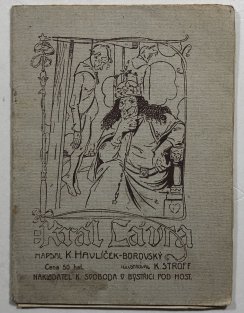 Král Lávra
NAPSAL K. HAVLÍČEK-BOROVSKÝ
Cena 50 hal. ILLUSTROVAL K. STROFF
NAKLADATEL K. SVOBODA V BYSTŘICI POD HOST.